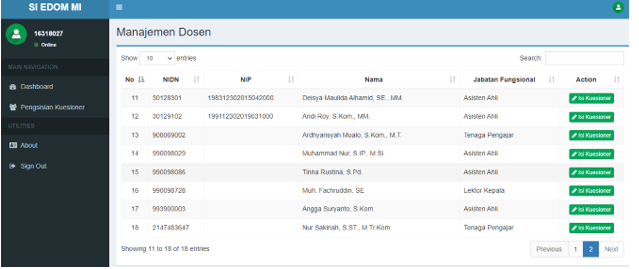 SI EDOM MI
16318027
Online
MAIN NAVIGATION
Dashboard
Pengisian Kuesioner
UTILITIES
About
Sign Out
Manajemen Dosen
Show 10 entries Search:
No NIDN NIP Nama Jabatan Fungsional Action
11 30128301 198312302015042000 Deisya Maulida Alhamid, SE., MM. Asisten Ahli Isi Kuesioner
12 30129102 199112302019031000 Andi Roy, S.Kom., MM. Asisten Ahli Isi Kuesioner
13 908069002 Ardhyansyah Mualo, S.Kom., M.T. Tenaga Pengajar Isi Kuesioner
14 990098029 Muhammad Nur, S.IP., M.Si Asisten Ahli Isi Kuesioner
15 990098086 Tinna Rustina, S.Pd. Asisten Ahli Isi Kuesioner
16 990098728 Muh. Fachruddin, SE Lektor Kepala Isi Kuesioner
17 993900003 Angga Suryanto, S.Kom. Asisten Ahli Isi Kuesioner
18 2147483647 Nur Sakinah, S.ST., M.Tr.Kom. Tenaga Pengajar Isi Kuesioner
Showing 11 to 18 of 18 entries Previous 1 2 Next